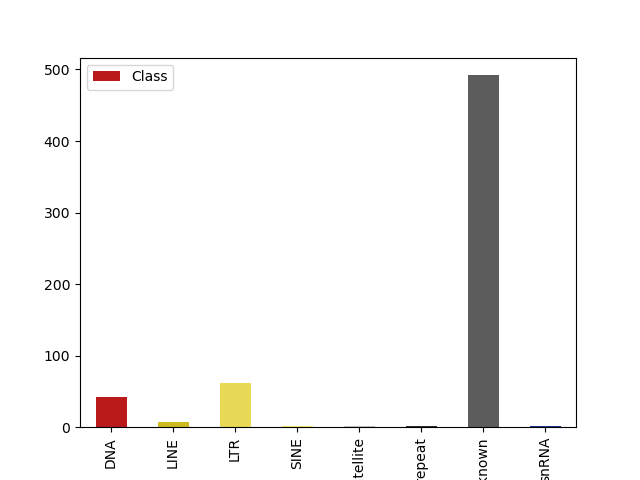 500
400
300
200
100
0
Class
DNA
LINE
LTR
SINE
tellite
repeat
known
snRNA